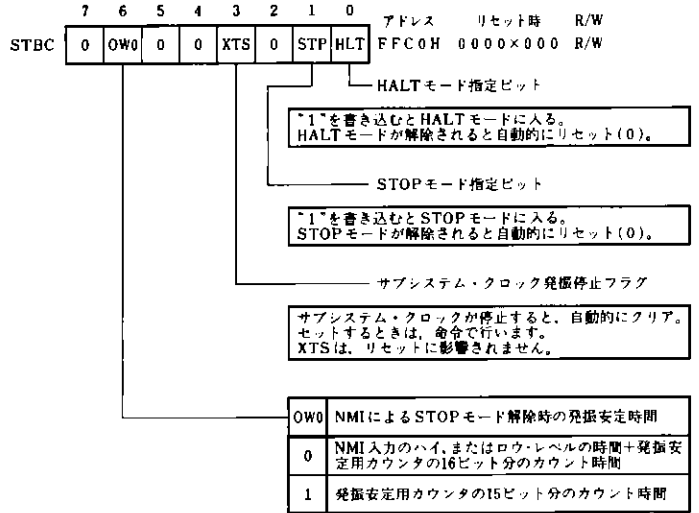 7 6 5 4 3 2 1 0 アドレス リセット時 R/W
STBC 0 OW0 0 0 XTS 0 STP HLT FFC0H 0000×000 R/W
HALTモード指定ビット
"1"を書き込むとHALTモードに入る。
HALTモードが解除されると自動的にリセット(0)。
STOPモード指定ビット
"1"を書き込むとSTOPモードに入る。
STOPモードが解除されると自動的にリセット(0)。
サブシステム・クロック発振停止フラグ
サブシステム・クロックが停止すると、自動的にクリア。
セットするときは、命令で行います。
XTSは、リセットに影響されません。
OW0 NMIによるSTOPモード解除時の発振安定時間
0 NMI入力のハイ、またはロウ・レベルの時間+発振安
定用カウンタの16ビット分のカウント時間
1 発振安定用カウンタの15ビット分のカウント時間